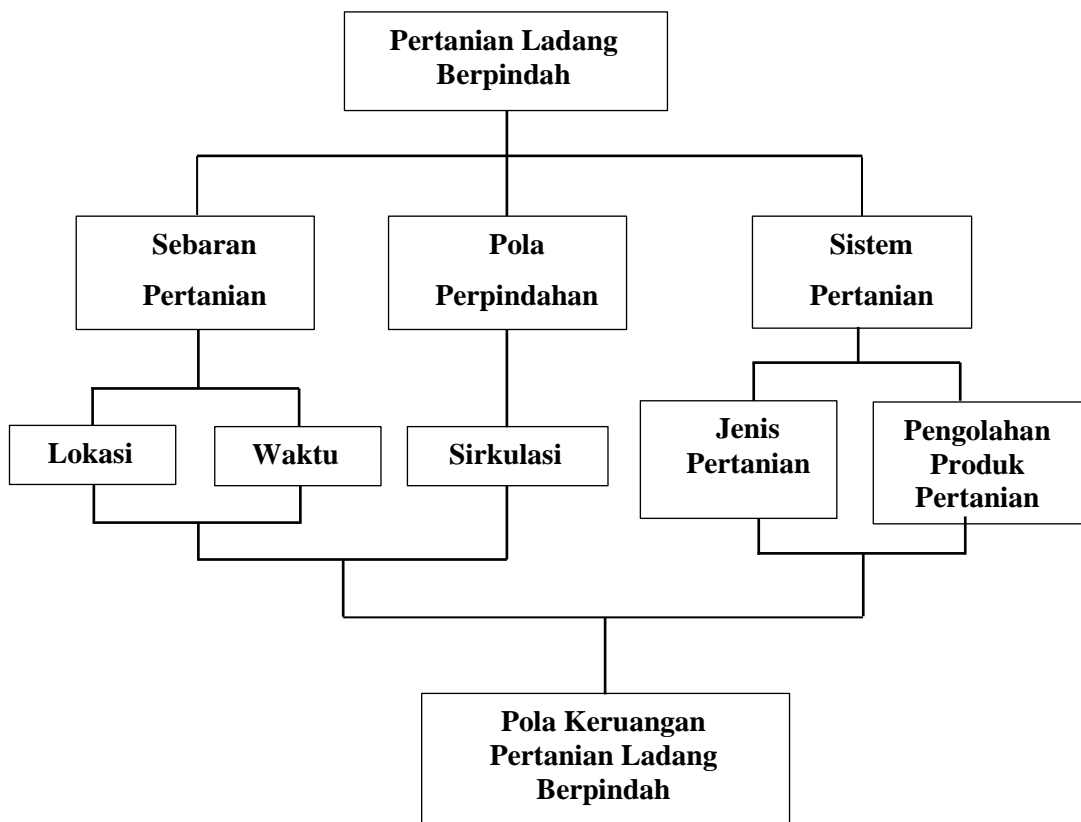 Pertanian Ladang
Berpindah
Sebaran
Pertanian
Pola
Perpindahan
Sistem
Pertanian
Lokasi
Waktu
Sirkulasi
Jenis
Pertanian
Pengolahan
Produk
Pertanian
Pola Keruangan
Pertanian Ladang
Berpindah